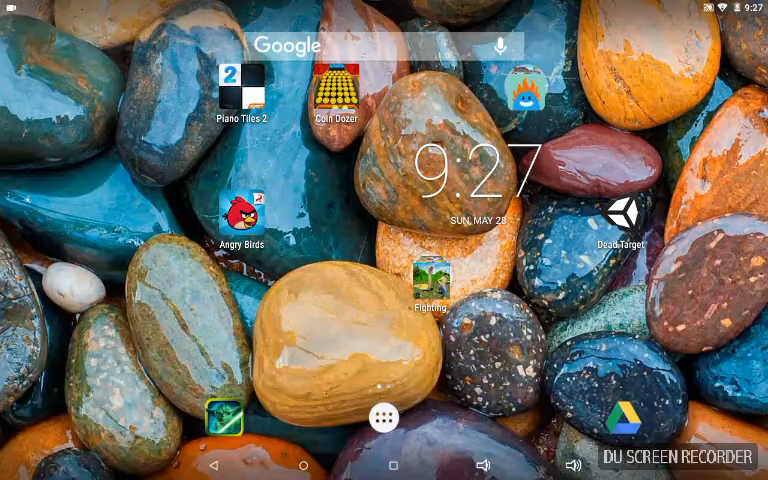 9:27
Google
2
Piano Tiles 2
Coin Dozer
9:27
SUN, MAY 28
Angry Birds
Dead Target
Fighting
DU SCREEN RECORDER